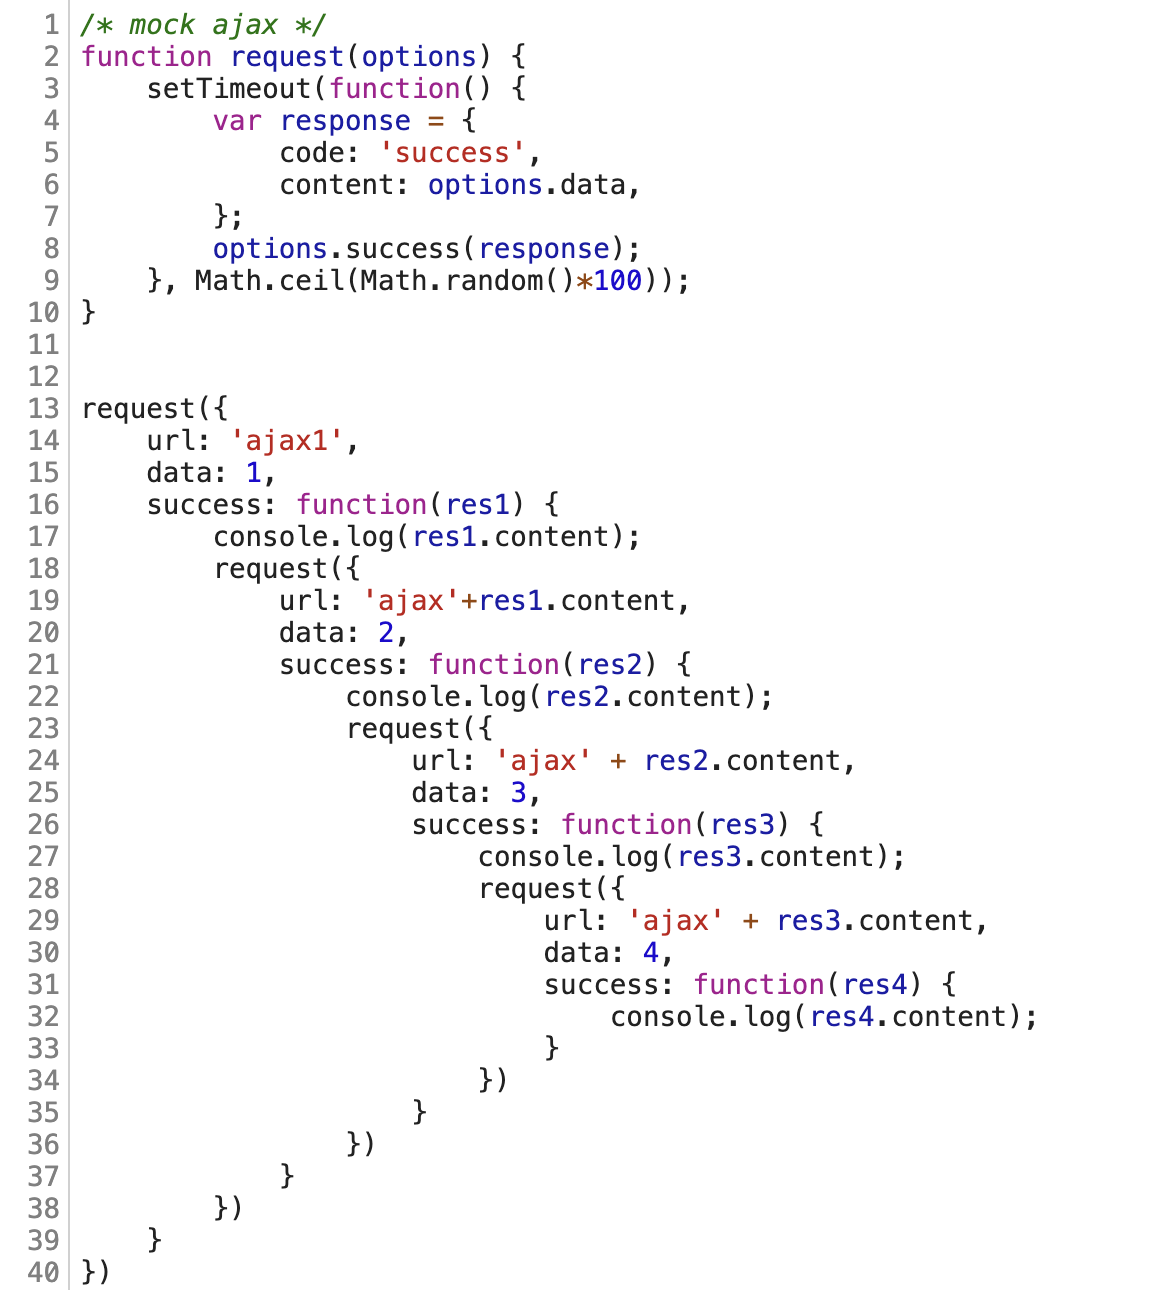 1 /* mock ajax */
2 function request(options) {
3     setTimeout(function() {
4         var response = {
5             code: 'success',
6             content: options.data,
7         };
8         options.success(response);
9     }, Math.ceil(Math.random()*100));
10 }
11
12
13 request({
14     url: 'ajax1',
15     data: 1,
16     success: function(res1) {
17         console.log(res1.content);
18         request({
19             url: 'ajax'+res1.content,
20             data: 2,
21             success: function(res2) {
22                 console.log(res2.content);
23                 request({
24                     url: 'ajax' + res2.content,
25                     data: 3,
26                     success: function(res3) {
27                         console.log(res3.content);
28                         request({
29                             url: 'ajax' + res3.content,
30                             data: 4,
31                             success: function(res4) {
32                                 console.log(res4.content);
33                             }
34                         })
35                     }
36                 })
37             }
38         })
39     }
40 })